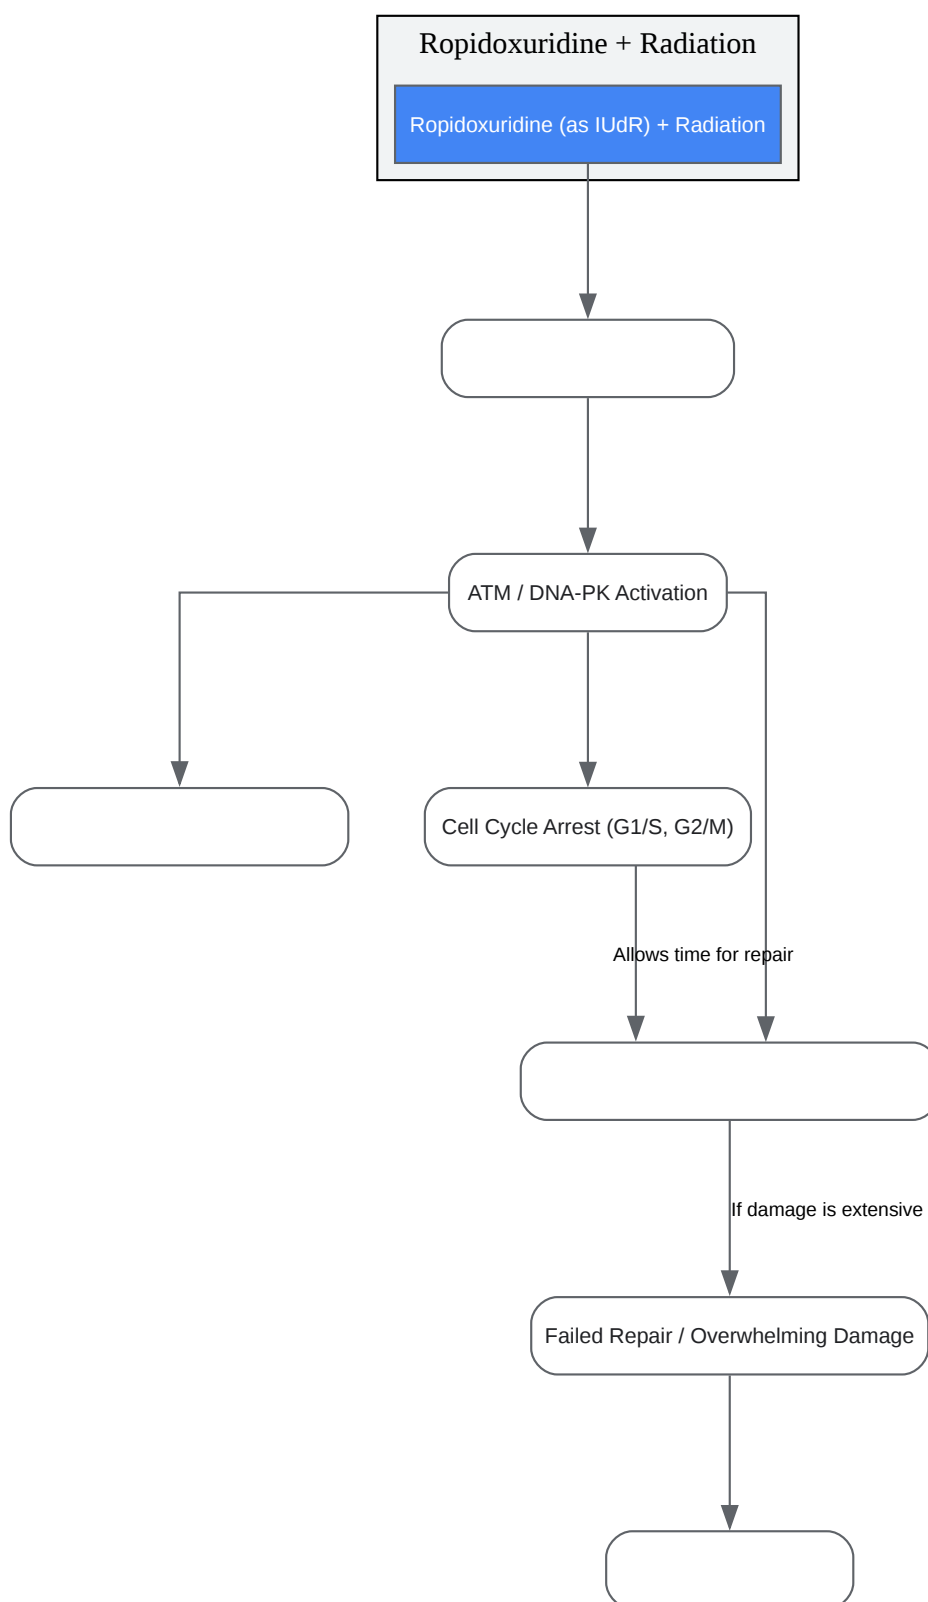 Ropidoxuridine + Radiation
Ropidoxuridine (as IUdR) + Radiation
ATM / DNA-PK Activation
Cell Cycle Arrest (G1/S, G2/M)
Allows time for repair
If damage is extensive
Failed Repair / Overwhelming Damage